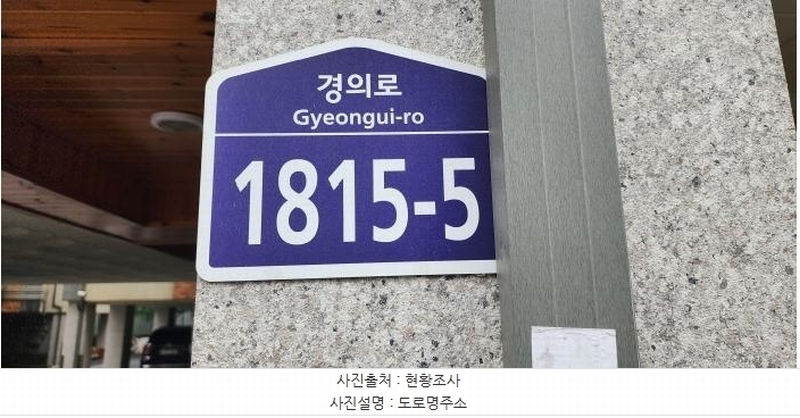 경의로
Gyeongui-ro
1815-5
사진출처 : 현황조사
사진설명 : 도로명주소